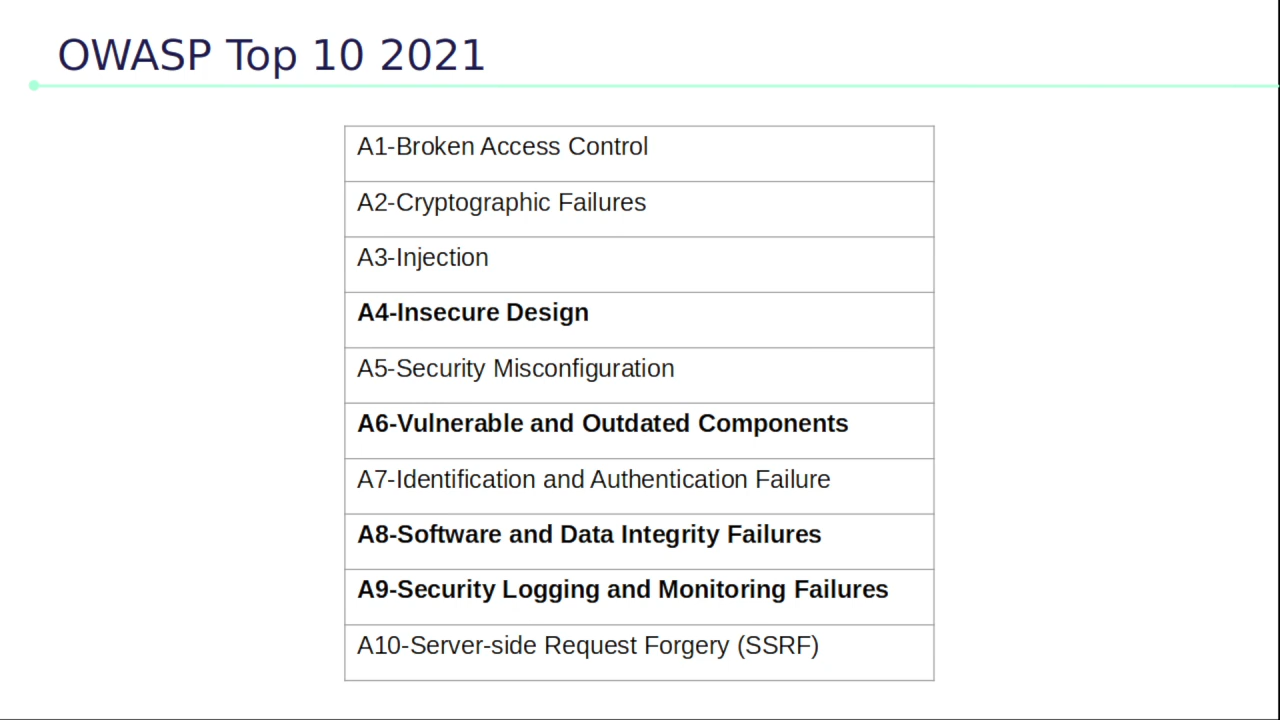 OWASP Top 10 2021
A1-Broken Access Control
A2-Cryptographic Failures
A3-Injection
A4-Insecure Design
A5-Security Misconfiguration
A6-Vulnerable and Outdated Components
A7-Identification and Authentication Failure
A8-Software and Data Integrity Failures
A9-Security Logging and Monitoring Failures
A10-Server-side Request Forgery (SSRF)